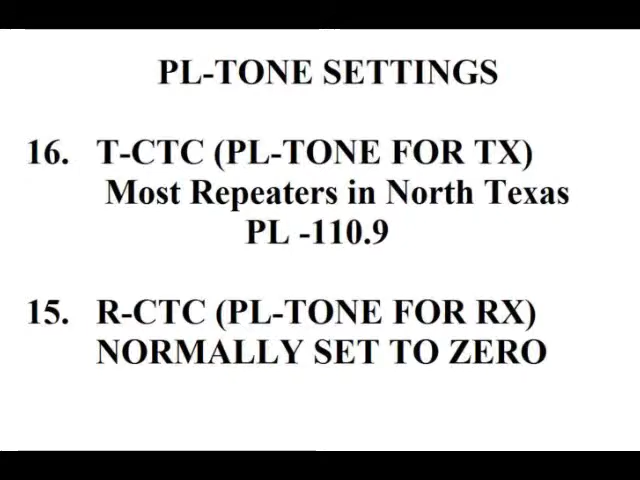 PL-TONE SETTINGS
16. T-CTC (PL-TONE FOR TX)
Most Repeaters in North Texas
PL -110.9
15. R-CTC (PL-TONE FOR RX)
NORMALLY SET TO ZERO